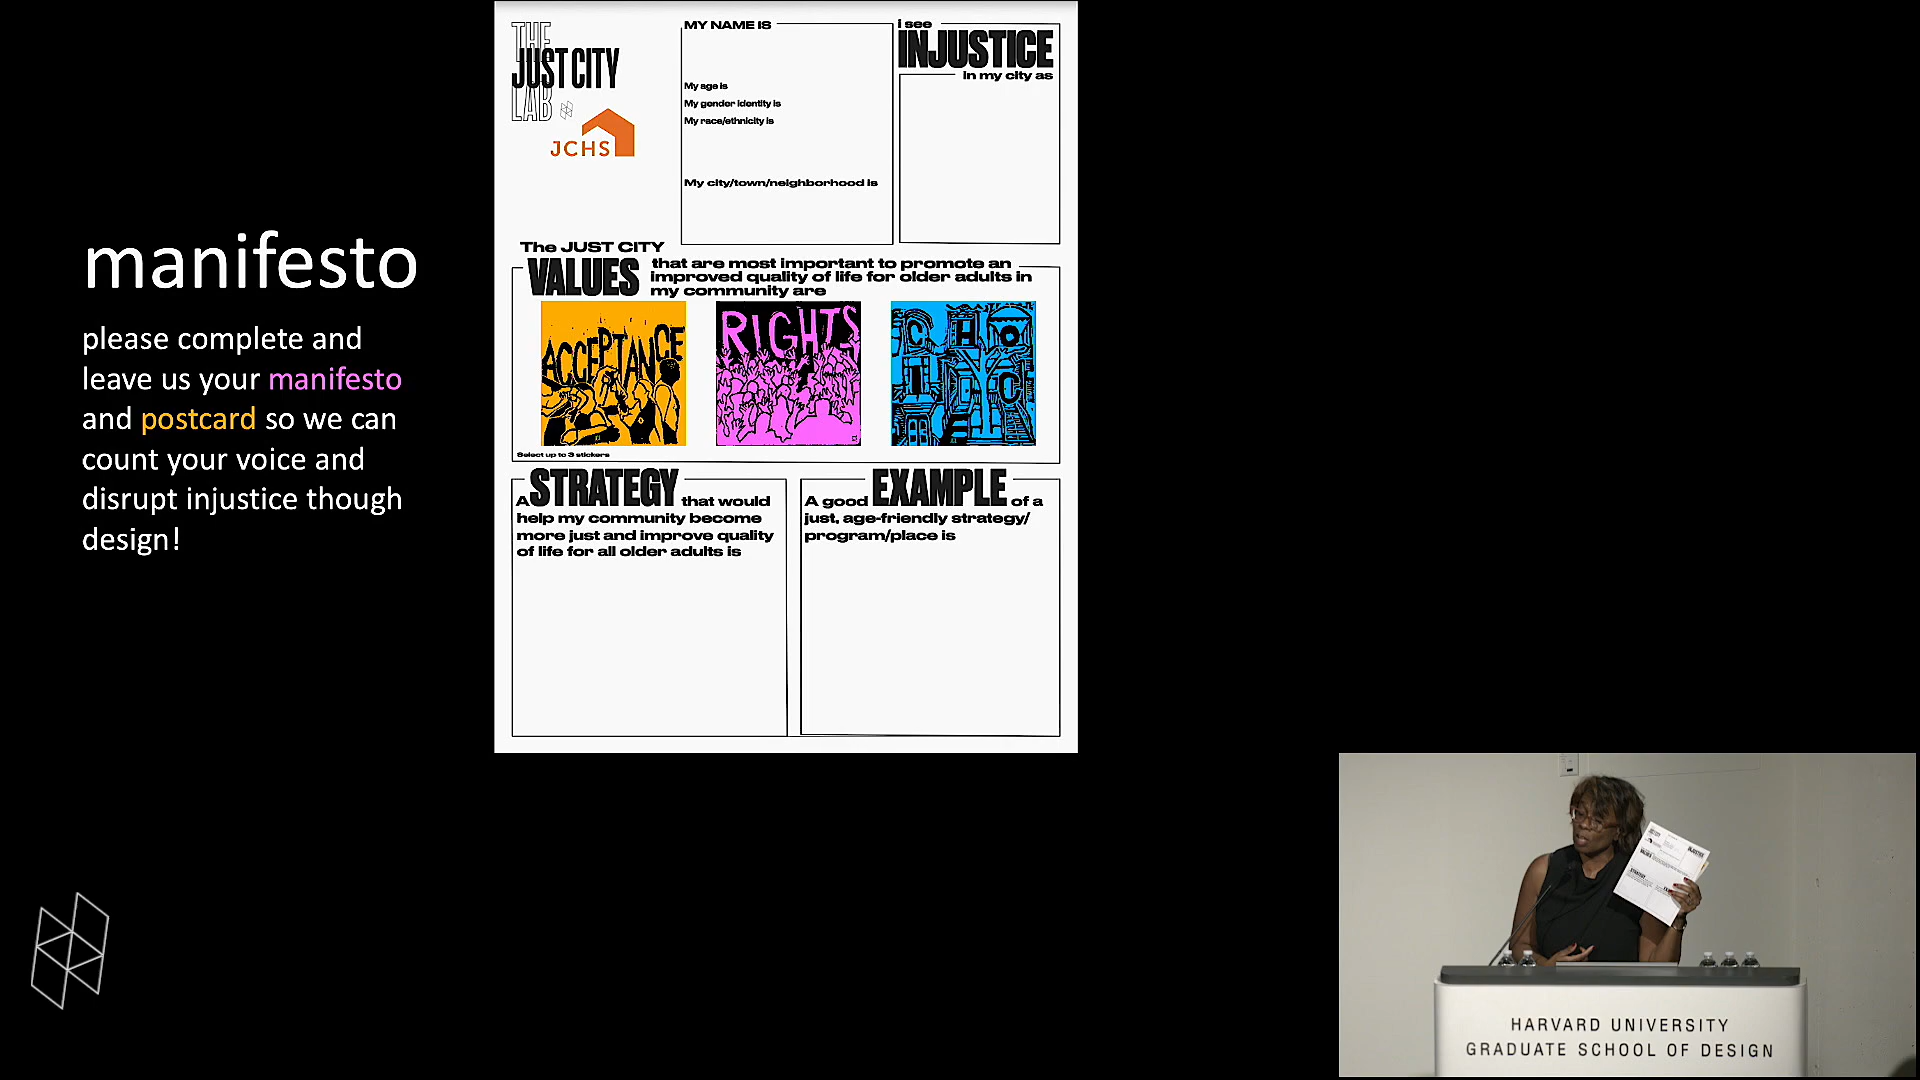 manifesto
please complete and
leave us your manifesto
and postcard so we can
count your voice and
disrupt injustice though
design!
THE
JUST CITY
LAB
JCHS
MY NAME IS
My age is
My gender identity is
My race/ethnicity is
My city/town/neighborhood is
i see
INJUSTICE
in my city as
The JUST CITY
VALUES
that are most important to promote an
improved quality of life for older adults in
my community are
ACCEPTANCE
RIGHTS
CHOIC
Select up to 3 stickers
A STRATEGY that would
help my community become
more just and improve quality
of life for all older adults is
A good EXAMPLE of a
just, age-friendly strategy/
program/place is
INJUSTICE
VALUES
STRATEGY
HARVARD UNIVERSITY
GRADUATE SCHOOL OF DESIGN